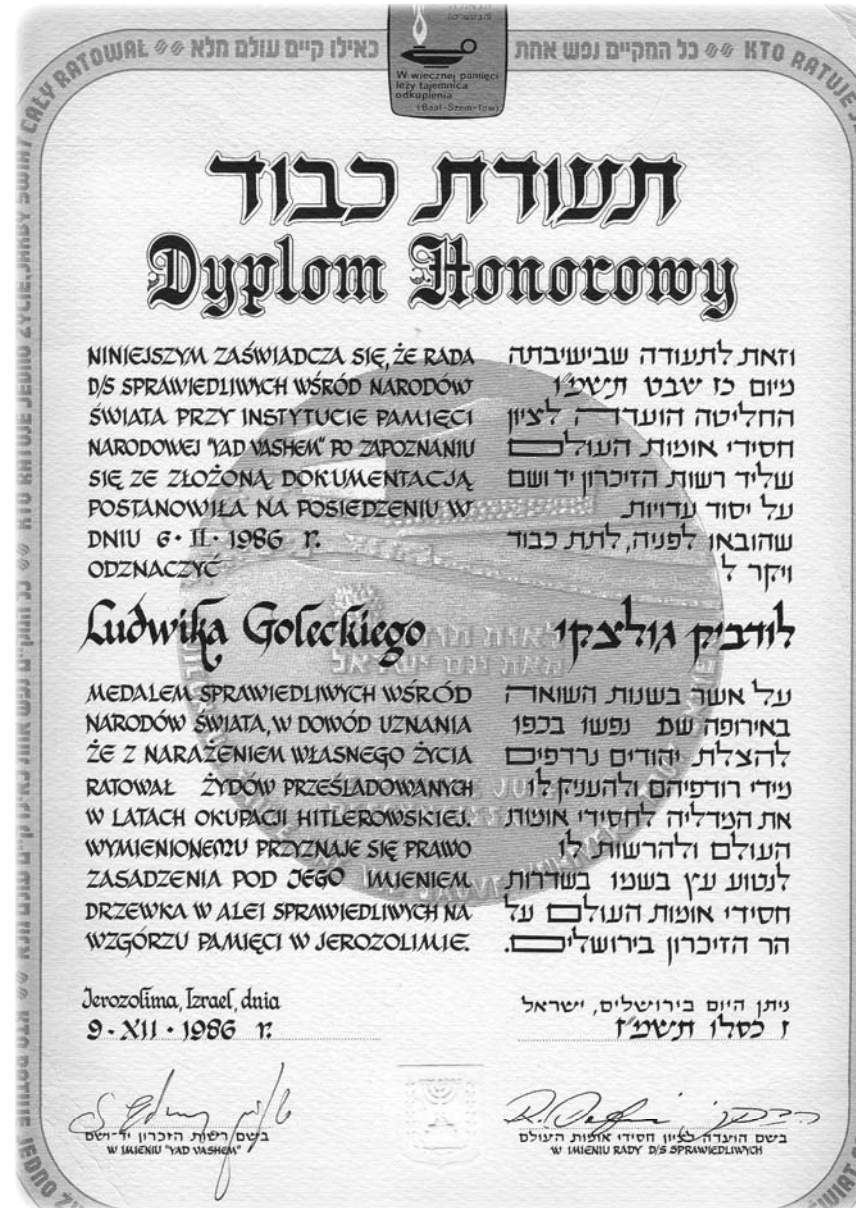 כאילו קיים עולם מלא
כל המקיים נפש אחת
KTO RATUJE JEDNO ŻYCIE JAKBY ŚWIAT CAŁY RATOWAŁ
W wiecznej pamięci
leży tajemnica
odkupienia
(Baal-Szem-Tow)
תעודת כבוד
Dyplom Honorowy
NINIEJSZYM ZAŚWIADCZA SIĘ, ŻE RADA
D/S SPRAWIEDLIWYCH WŚRÓD NARODÓW
ŚWIATA PRZY INSTYTUCIE PAMIĘCI
NARODOWEJ "YAD VASHEM" PO ZAPOZNANIU
SIĘ ZE ZŁOŻONĄ DOKUMENTACJĄ
POSTANOWIŁA NA POSIEDZENIU W
DNIU 6·II·1986 r.
ODZNACZYĆ
Ludwika Goleckiego
MEDALEM SPRAWIEDLIWYCH WŚRÓD
NARODÓW ŚWIATA, W DOWÓD UZNANIA
ŻE Z NARAŻENIEM WŁASNEGO ŻYCIA
RATOWAŁ ŻYDÓW PRZEŚLADOWANYCH
W LATACH OKUPACJI HITLEROWSKIEJ.
WYMIENIONEMU PRZYZNAJE SIĘ PRAWO
ZASADZENIA POD JEGO IMIENIEM
DRZEWKA W ALEI SPRAWIEDLIWYCH NA
WZGÓRZU PAMIĘCI W JEROZOLIMIE.
Jerozolima, Izrael, dnia
9·XII·1986 r.
וזאת לתעודה שבישיבתה
מיום כז שבט תשמ"ו
החליטה הועדה לציון
חסידי אומות העולם
שליד רשות הזיכרון יד ושם
על יסוד עדויות
שהובאו לפניה, לתת כבוד
ויקר ל
לודביק גולצקי
על אשר בשנות השואה
באירופה שם נפשו בכפו
להצלת יהודים נרדפים
מידי רודפיהם ולהעניק לו
את המדליה לחסידי אומות
העולם ולהרשות לו
לנטוע עץ בשמו בשדרות
חסידי אומות העולם על
הר הזיכרון בירושלים.
ניתן היום בירושלים, ישראל
ז כסלו תשמ"ז
בשם רשות הזכרון יד-ושם
W IMIENIU "YAD VASHEM"
בשם הועדה לציון חסידי אומות העולם
W IMIENIU RADY D/S SPRAWIEDLIWYCH